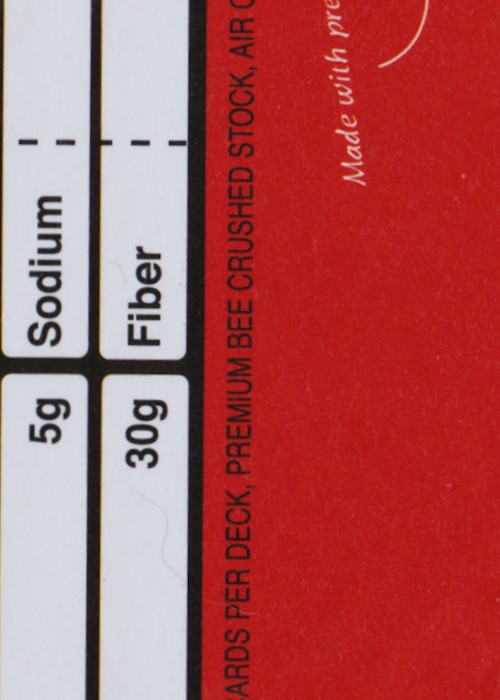 5g Sodium
30g Fiber
ARDS PER DECK, PREMIUM BEE CRUSHED STOCK, AIR C
Made with pre